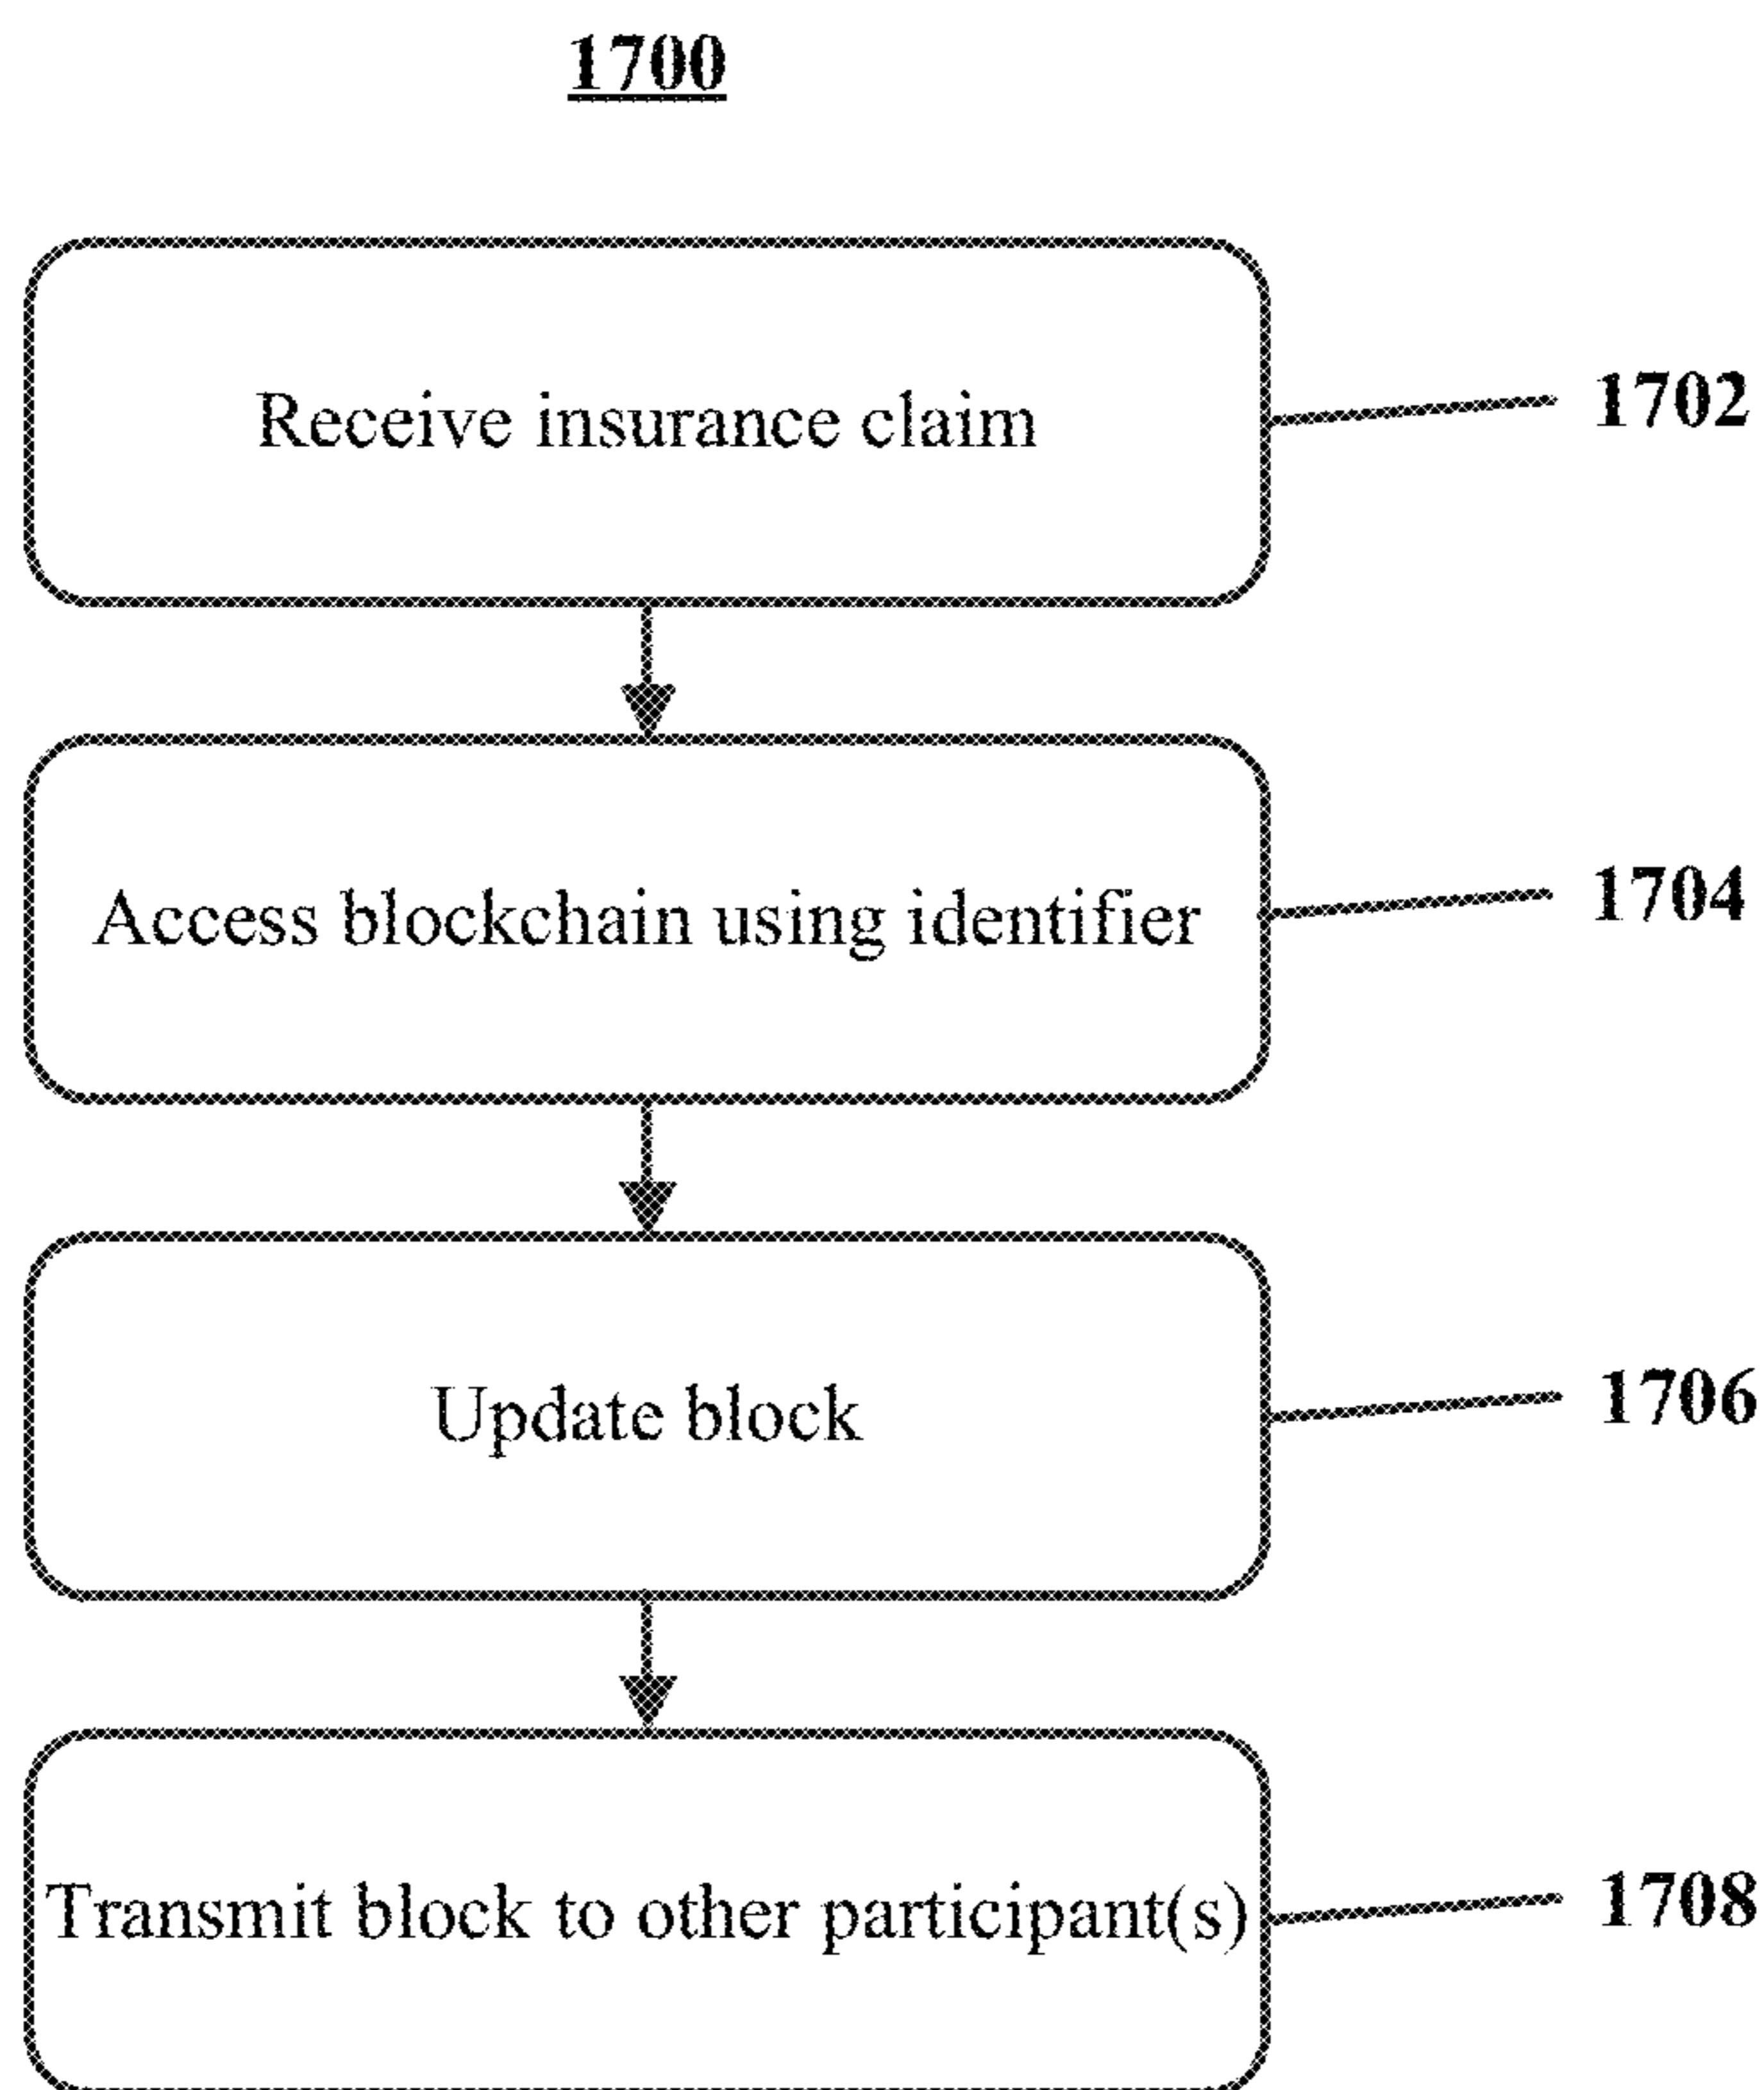 1700
Receive insurance claim
1702
Access blockchain using identifier
1704
Update block
1706
Transmit block to other participant(s)
1708